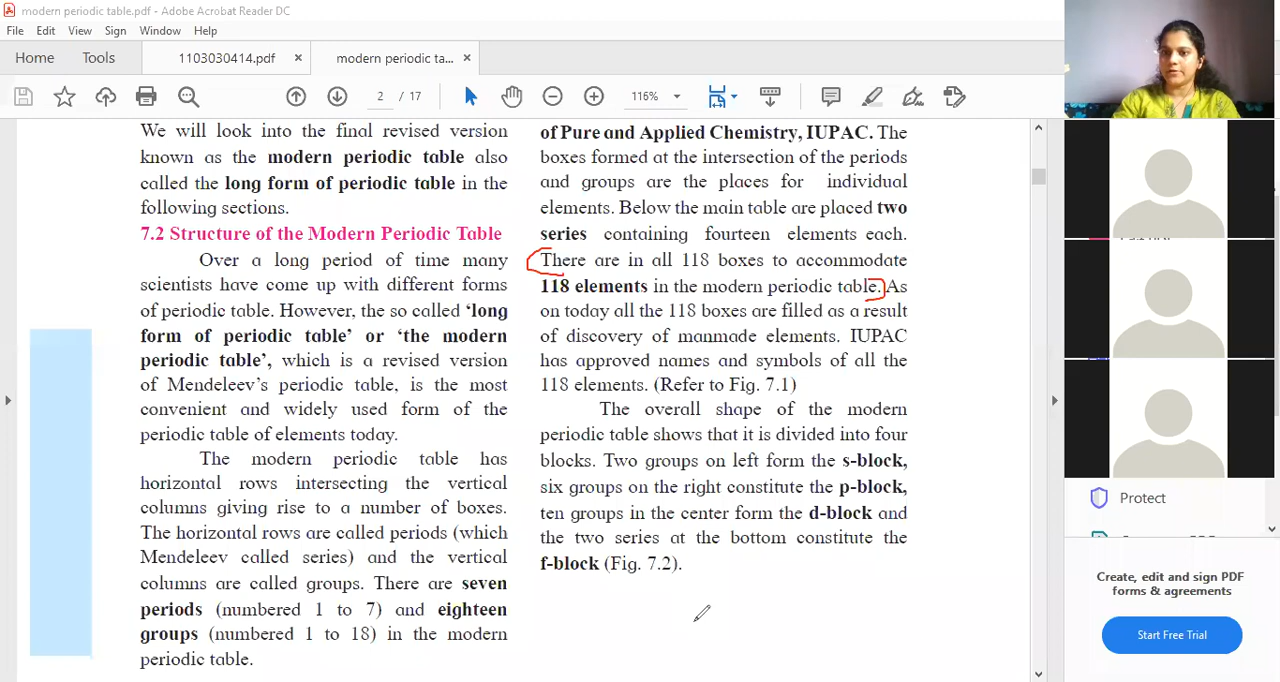 modern periodic table.pdf - Adobe Acrobat Reader DC
File Edit View Sign Window Help
Home Tools 1103030414.pdf × modern periodic ta... ×
2 / 17 116%
We will look into the final revised version
known as the modern periodic table also
called the long form of periodic table in the
following sections.
7.2 Structure of the Modern Periodic Table
Over a long period of time many
scientists have come up with different forms
of periodic table. However, the so called ‘long
form of periodic table’ or ‘the modern
periodic table’, which is a revised version
of Mendeleev’s periodic table, is the most
convenient and widely used form of the
periodic table of elements today.
The modern periodic table has
horizontal rows intersecting the vertical
columns giving rise to a number of boxes.
The horizontal rows are called periods (which
Mendeleev called series) and the vertical
columns are called groups. There are seven
periods (numbered 1 to 7) and eighteen
groups (numbered 1 to 18) in the modern
periodic table.
of Pure and Applied Chemistry, IUPAC. The
boxes formed at the intersection of the periods
and groups are the places for individual
elements. Below the main table are placed two
series containing fourteen elements each.
There are in all 118 boxes to accommodate
118 elements in the modern periodic table. As
on today all the 118 boxes are filled as a result
of discovery of manmade elements. IUPAC
has approved names and symbols of all the
118 elements. (Refer to Fig. 7.1)
The overall shape of the modern
periodic table shows that it is divided into four
blocks. Two groups on left form the s-block,
six groups on the right constitute the p-block,
ten groups in the center form the d-block and
the two series at the bottom constitute the
f-block (Fig. 7.2).
Protect
Create, edit and sign PDF
forms & agreements
Start Free Trial